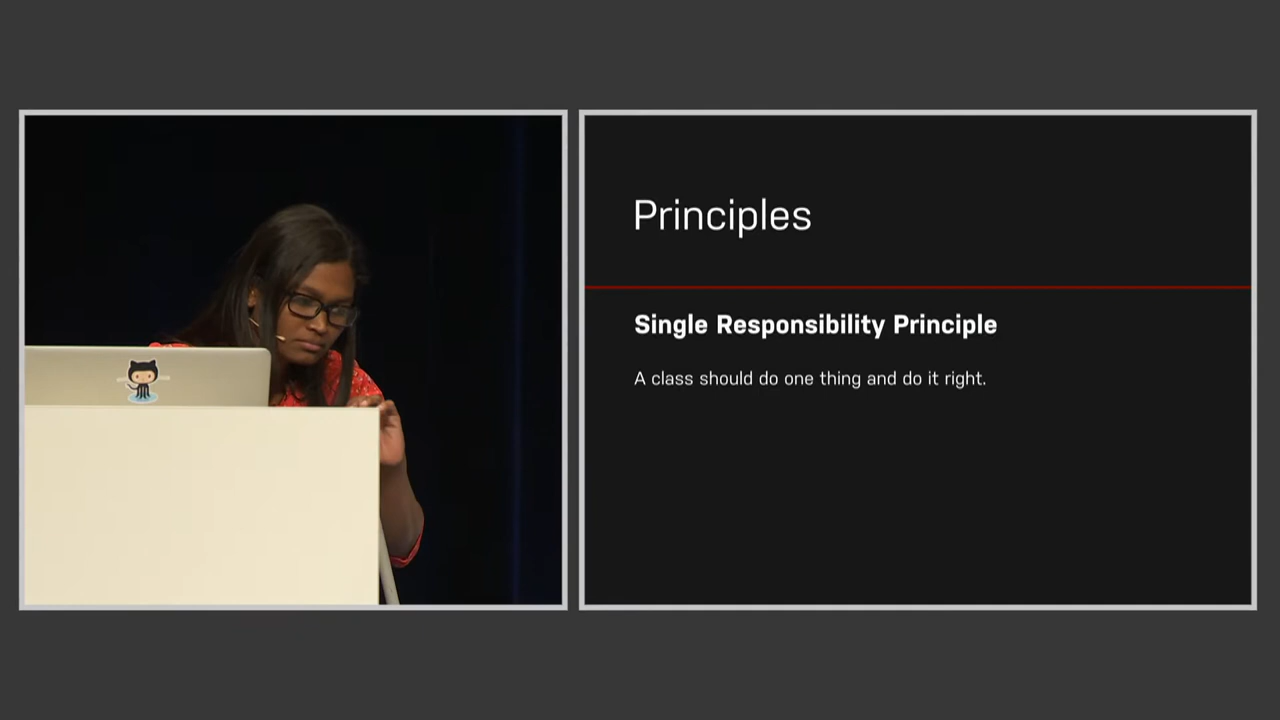 Principles
Single Responsibility Principle
A class should do one thing and do it right.